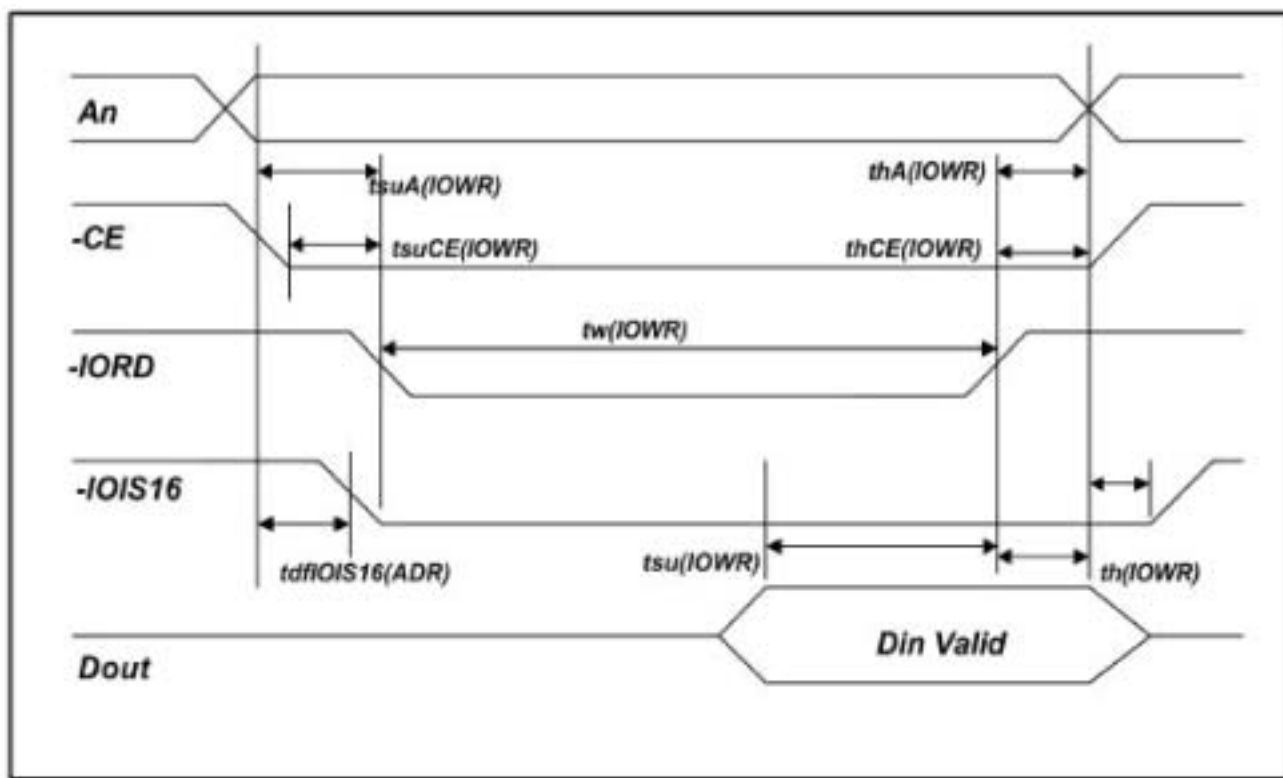 An
tsuA(IOWR)
thA(IOWR)
-CE
tsuCE(IOWR)
thCE(IOWR)
tw(IOWR)
-IORD
-IOIS16
tdfIOIS16(ADR)
tsu(IOWR)
th(IOWR)
Din Valid
Dout